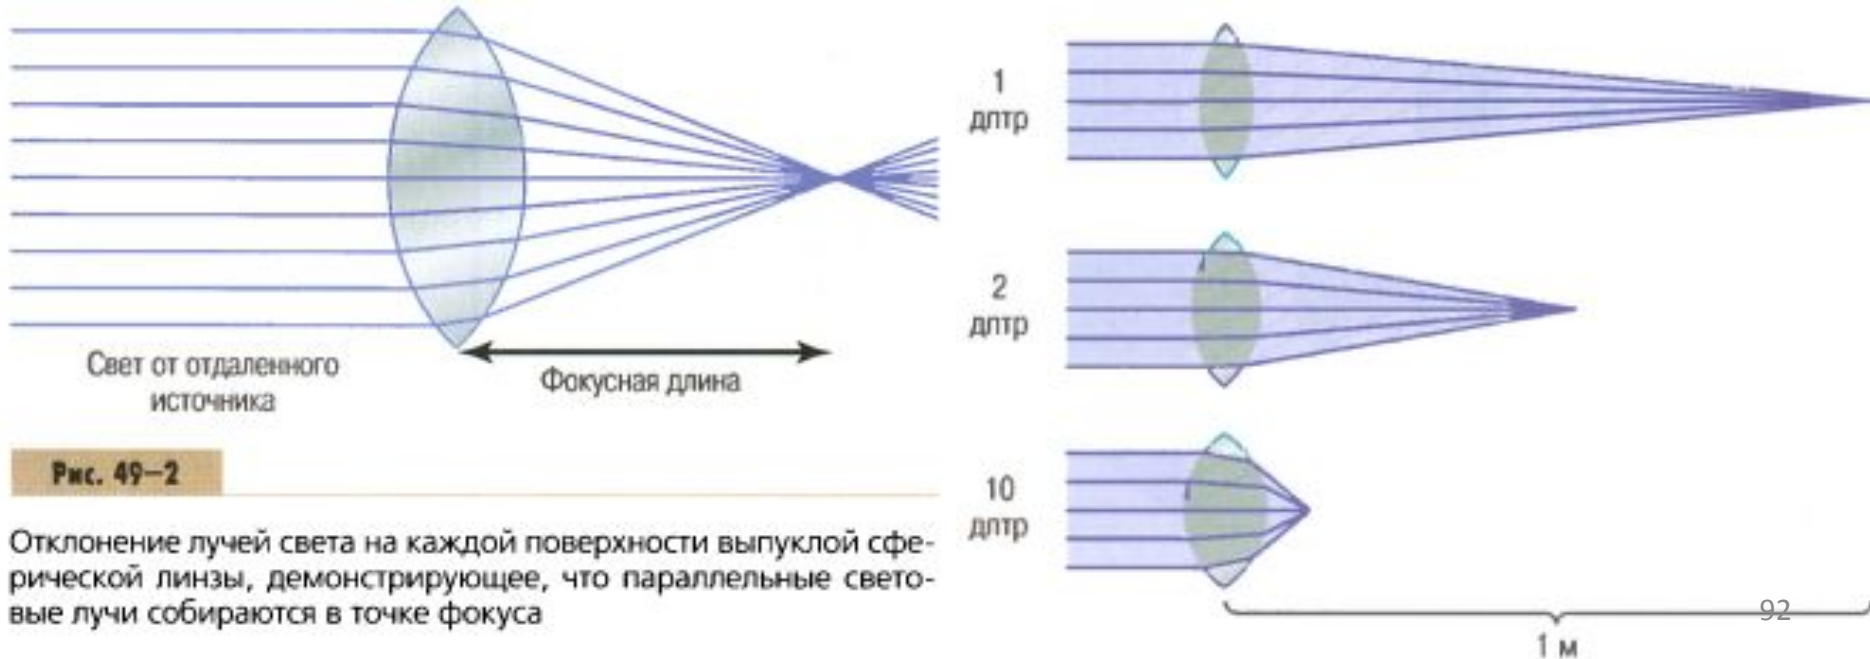 Свет от отдаленного
источника
Фокусная длина
Рис. 49–2
Отклонение лучей света на каждой поверхности выпуклой сфе-
рической линзы, демонстрирующее, что параллельные свето-
вые лучи собираются в точке фокуса
1
дптр
2
дптр
10
дптр
1 м
92